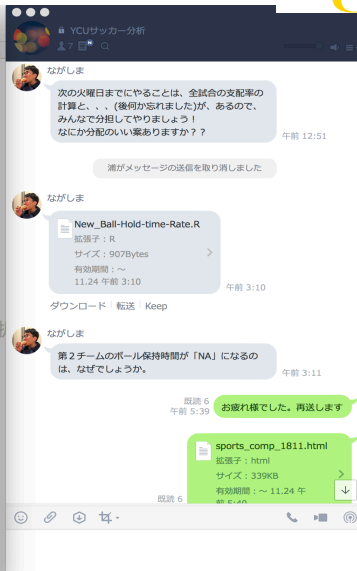 YCUサッカー分析
7
ながしま
次の火曜日までにやることは、全試合の支配率の
計算と、、、(後何か忘れました)が、あるので、
みんなで分担してやりましょう！
なにか分配のいい案ありますか？？
午前 12:51
浦がメッセージの送信を取り消しました
ながしま
New_Ball-Hold-time-Rate.R
拡張子：R
サイズ：907Bytes
有効期間：～
11.24 午前 3:10
午前 3:10
ダウンロード 転送 Keep
ながしま
第２チームのボール保持時間が「NA」になるの
は、なぜでしょうか。
午前 3:11
既読 6
午前 5:39
お疲れ様でした。再送します
sports_comp_1811.html
拡張子：html
サイズ：339KB
有効期間：～ 11.24 午
前 5:40
既読 6